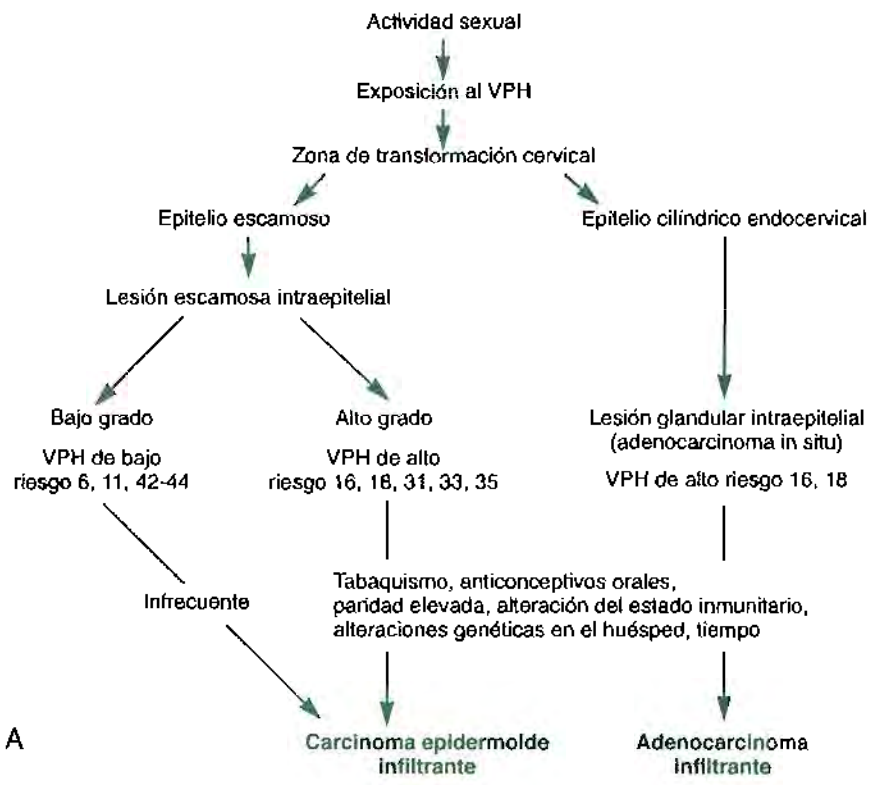 Actividad sexual
Exposición al VPH
Zona de transformación cervical
Epitelio escamoso
Epitelio cilíndrico endocervical
Lesión escamosa intraepitelial
Bajo grado
VPH de bajo
riesgo 6, 11, 42-44
Alto grado
VPH de alto
riesgo 16, 18, 31, 33, 35
Lesión glandular intraepitelial
(adenocarcinoma in situ)
VPH de alto riesgo 16, 18
Infrecuente
Tabaquismo, anticonceptivos orales,
paridad elevada, alteración del estado inmunitario,
alteraciones genéticas en el huésped, tiempo
A
Carcinoma epidermoide
infiltrante
Adenocarcinoma
infiltrante